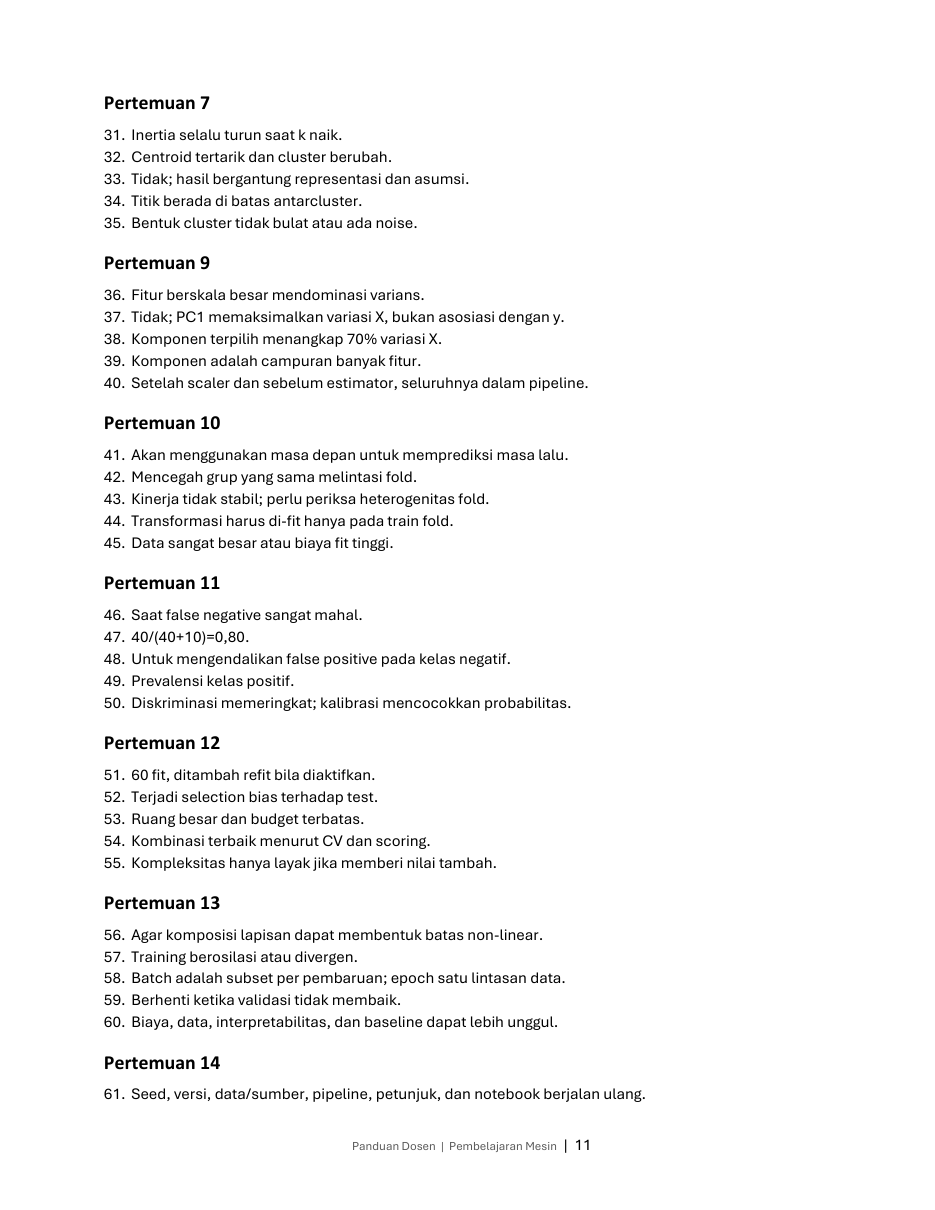 Pertemuan 7
31. Inertia selalu turun saat k naik.
32. Centroid tertarik dan cluster berubah.
33. Tidak; hasil bergantung representasi dan asumsi.
34. Titik berada di batas antarcluster.
35. Bentuk cluster tidak bulat atau ada noise.
Pertemuan 9
36. Fitur berskala besar mendominasi varians.
37. Tidak; PC1 memaksimalkan variasi X, bukan asosiasi dengan y.
38. Komponen terpilih menangkap 70% variasi X.
39. Komponen adalah campuran banyak fitur.
40. Setelah scaler dan sebelum estimator, seluruhnya dalam pipeline.
Pertemuan 10
41. Akan menggunakan masa depan untuk memprediksi masa lalu.
42. Mencegah grup yang sama melintasi fold.
43. Kinerja tidak stabil; perlu periksa heterogenitas fold.
44. Transformasi harus di-fit hanya pada train fold.
45. Data sangat besar atau biaya fit tinggi.
Pertemuan 11
46. Saat false negative sangat mahal.
47. 40/(40+10)=0,80.
48. Untuk mengendalikan false positive pada kelas negatif.
49. Prevalensi kelas positif.
50. Diskriminasi memeringkat; kalibrasi mencocokkan probabilitas.
Pertemuan 12
51. 60 fit, ditambah refit bila diaktifkan.
52. Terjadi selection bias terhadap test.
53. Ruang besar dan budget terbatas.
54. Kombinasi terbaik menurut CV dan scoring.
55. Kompleksitas hanya layak jika memberi nilai tambah.
Pertemuan 13
56. Agar komposisi lapisan dapat membentuk batas non-linear.
57. Training berosilasi atau divergen.
58. Batch adalah subset per pembaruan; epoch satu lintasan data.
59. Berhenti ketika validasi tidak membaik.
60. Biaya, data, interpretabilitas, dan baseline dapat lebih unggul.
Pertemuan 14
61. Seed, versi, data/sumber, pipeline, petunjuk, dan notebook berjalan ulang.
Panduan Dosen | Pembelajaran Mesin | 11